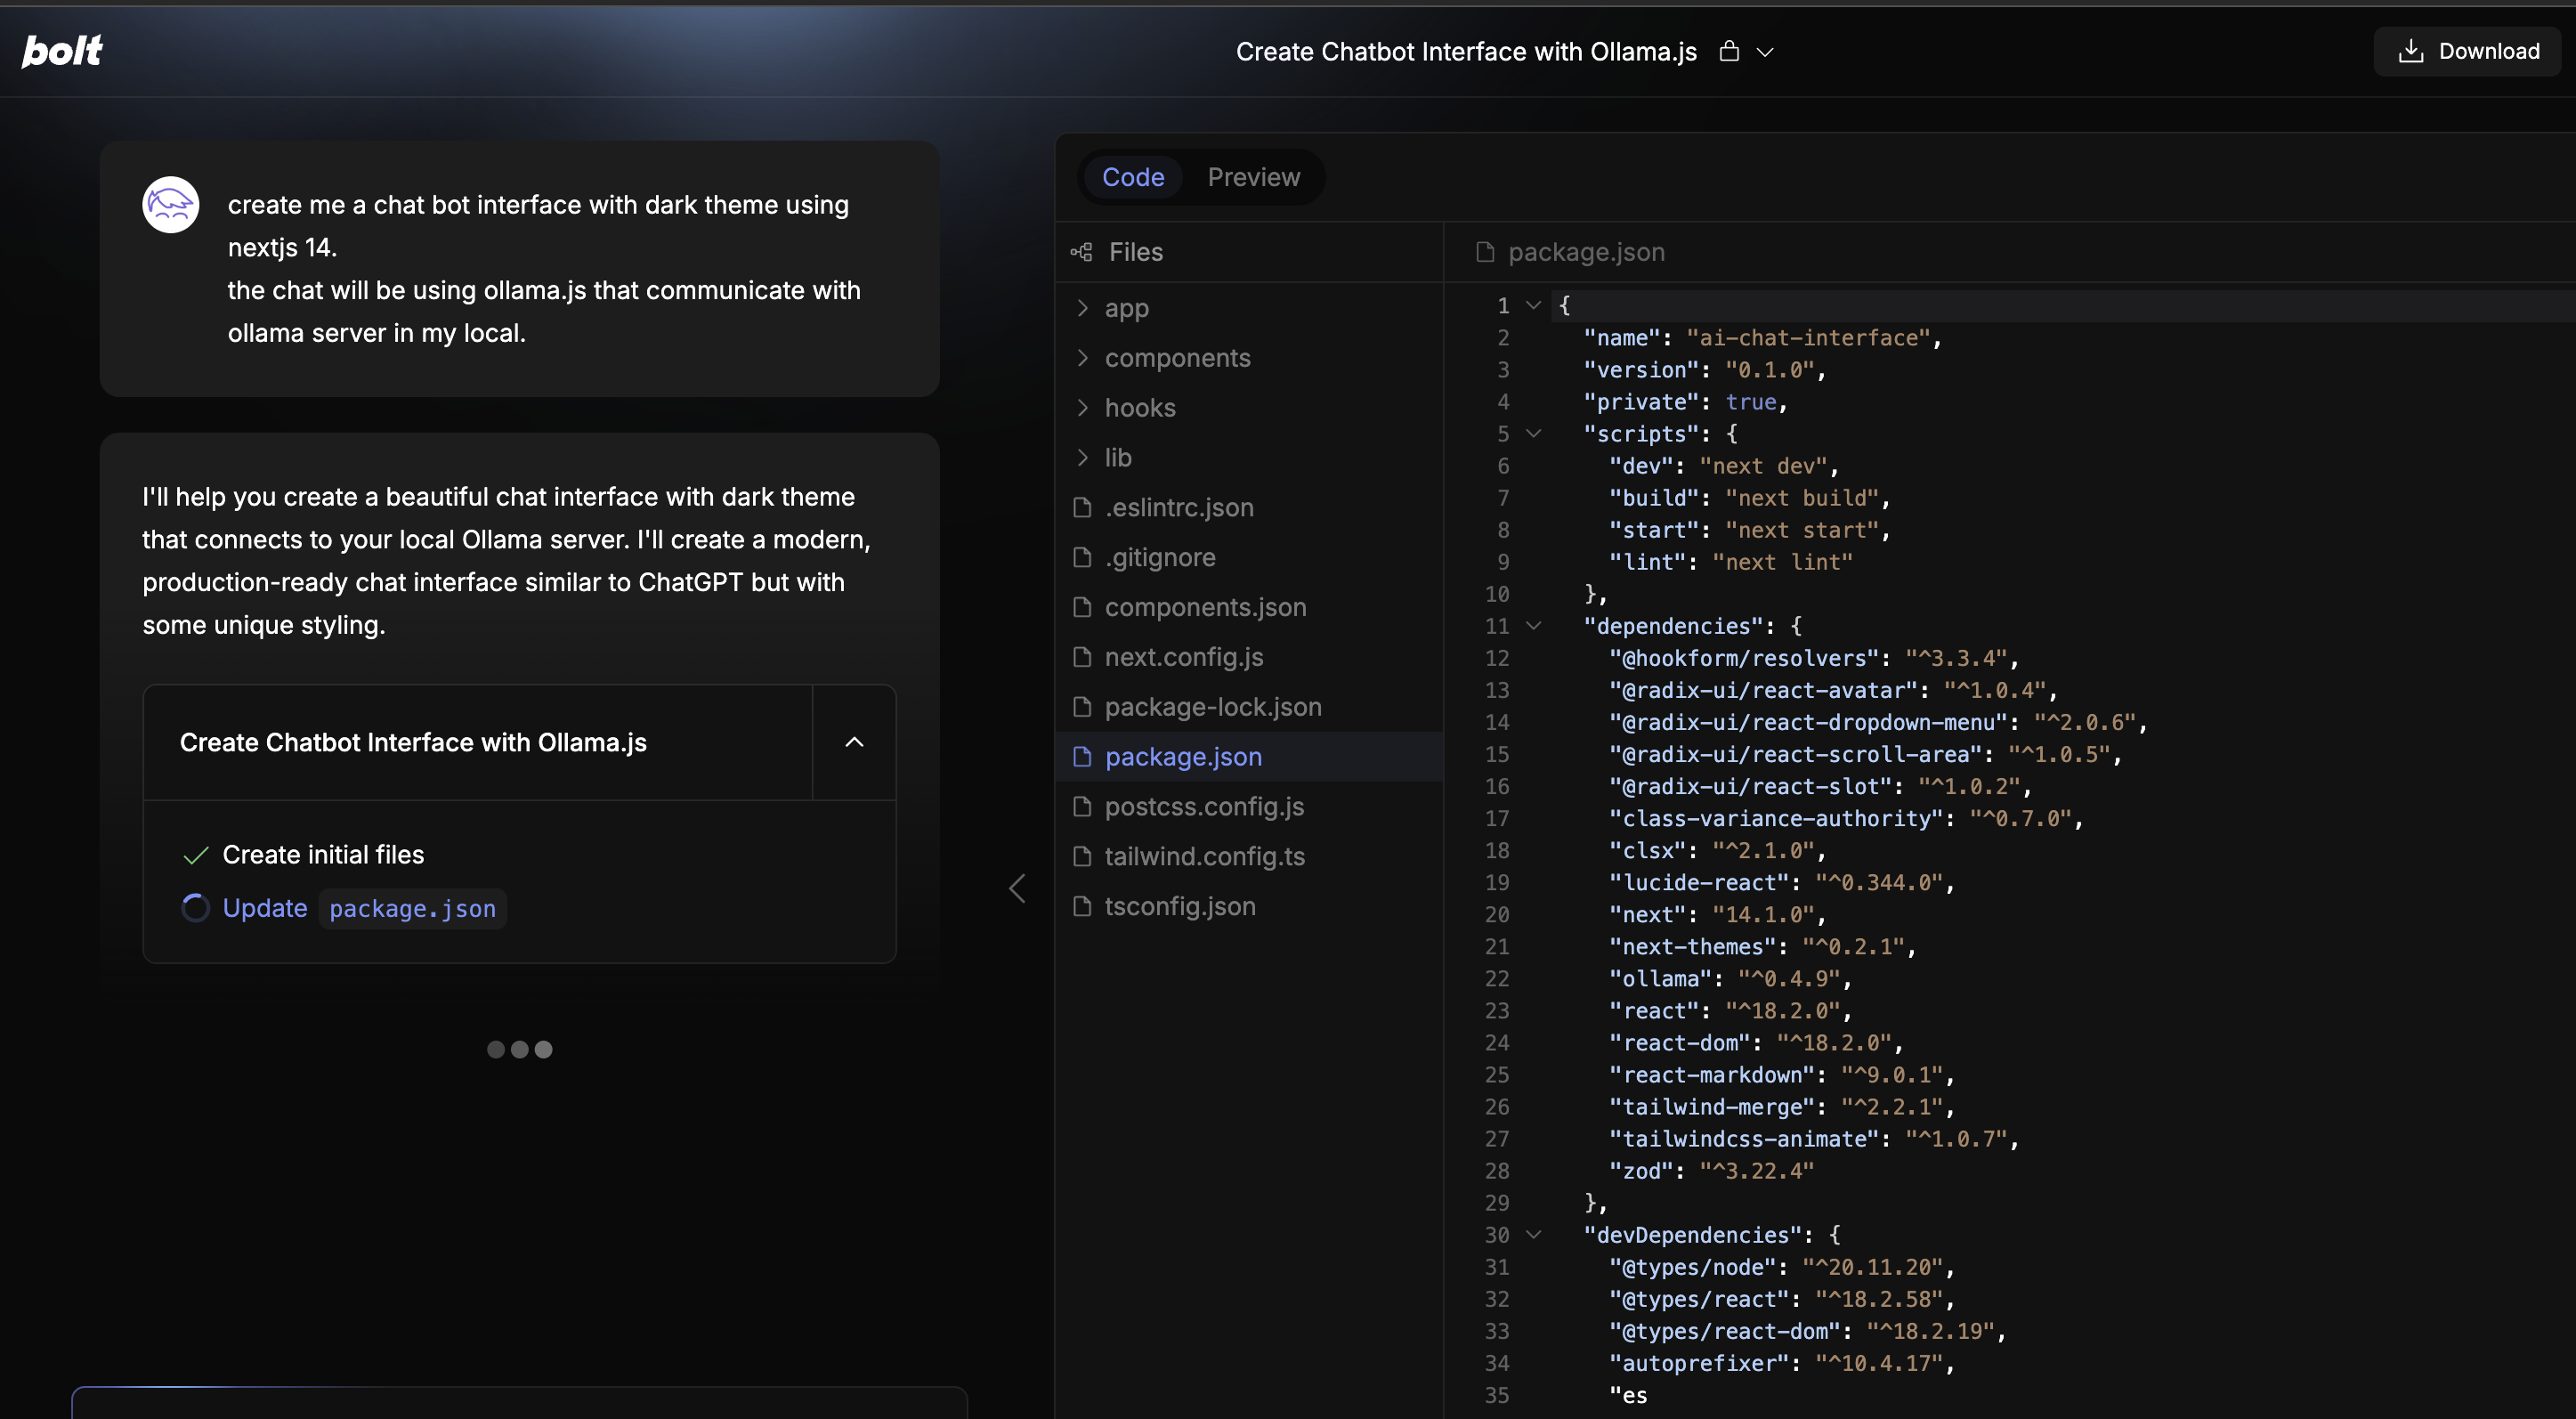 bolt
Create Chatbot Interface with Ollama.js
Download
create me a chat bot interface with dark theme using
nextjs 14.
the chat will be using ollama.js that communicate with
ollama server in my local.
I'll help you create a beautiful chat interface with dark theme
that connects to your local Ollama server. I'll create a modern,
production-ready chat interface similar to ChatGPT but with
some unique styling.
Create Chatbot Interface with Ollama.js
Create initial files
Update package.json
Code Preview
Files
app
components
hooks
lib
.eslintrc.json
.gitignore
components.json
next.config.js
package-lock.json
package.json
postcss.config.js
tailwind.config.ts
tsconfig.json
package.json
1 {
2 "name": "ai-chat-interface",
3 "version": "0.1.0",
4 "private": true,
5 "scripts": {
6 "dev": "next dev",
7 "build": "next build",
8 "start": "next start",
9 "lint": "next lint"
10 },
11 "dependencies": {
12 "@hookform/resolvers": "^3.3.4",
13 "@radix-ui/react-avatar": "^1.0.4",
14 "@radix-ui/react-dropdown-menu": "^2.0.6",
15 "@radix-ui/react-scroll-area": "^1.0.5",
16 "@radix-ui/react-slot": "^1.0.2",
17 "class-variance-authority": "^0.7.0",
18 "clsx": "^2.1.0",
19 "lucide-react": "^0.344.0",
20 "next": "14.1.0",
21 "next-themes": "^0.2.1",
22 "ollama": "^0.4.9",
23 "react": "^18.2.0",
24 "react-dom": "^18.2.0",
25 "react-markdown": "^9.0.1",
26 "tailwind-merge": "^2.2.1",
27 "tailwindcss-animate": "^1.0.7",
28 "zod": "^3.22.4"
29 },
30 "devDependencies": {
31 "@types/node": "^20.11.20",
32 "@types/react": "^18.2.58",
33 "@types/react-dom": "^18.2.19",
34 "autoprefixer": "^10.4.17",
35 "es